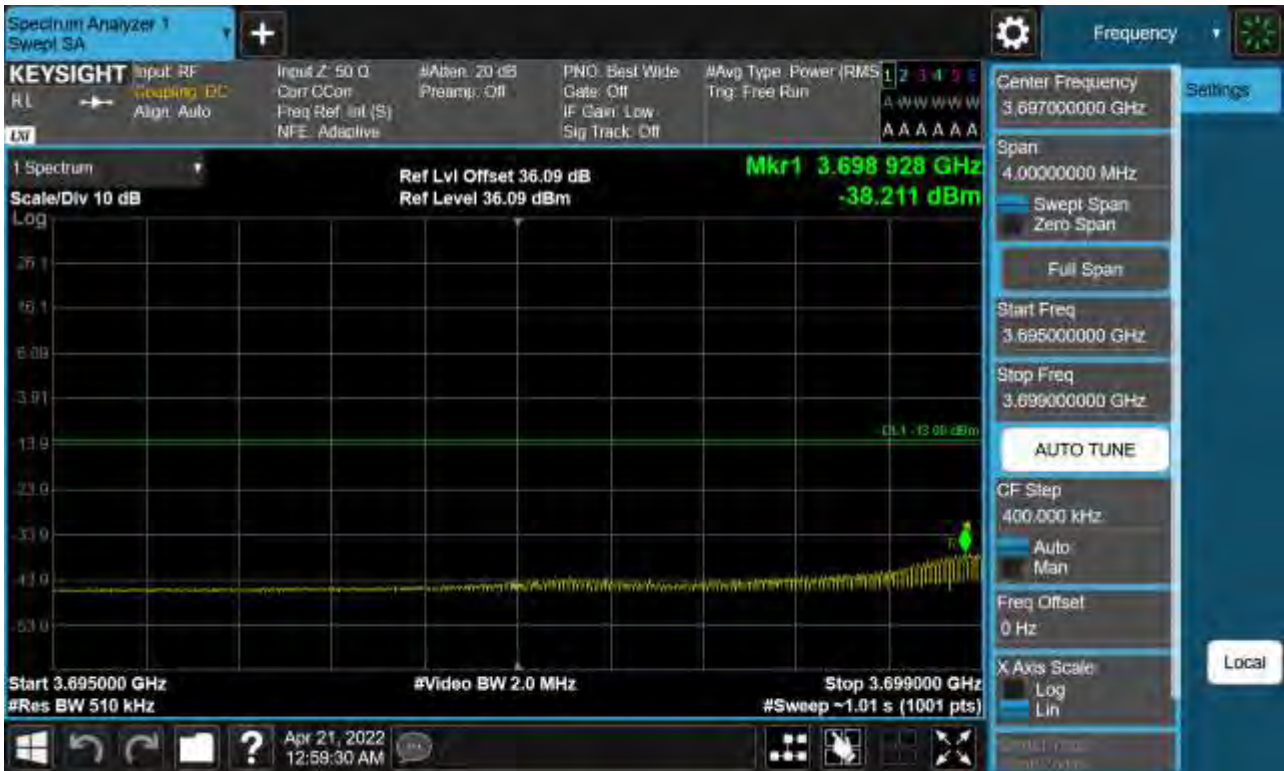 Spectrum Analyzer 1
Swept SA
+
Frequency
KEYSIGHT
RL
LXI
Input: RF
Coupling: DC
Align: Auto
Input Z: 50 Ω
Corr CCorr
Freq Ref: Int (S)
NFE: Adaptive
#Atten: 20 dB
Preamp: Off
PNO: Best Wide
Gate: Off
IF Gain: Low
Sig Track: Off
#Avg Type: Power (RMS
Trig: Free Run
1 2 3 4 5 6
A W W W W W
A A A A A A
1 Spectrum
Scale/Div 10 dB
Log
Ref Lvl Offset 36.09 dB
Ref Level 36.09 dBm
Mkr1 3.698 928 GHz
-38.211 dBm
26.1
16.1
6.09
-3.91
-13.9
-23.9
-33.9
-43.9
-53.9
DL1 -13.00 dBm
Start 3.695000 GHz
#Res BW 510 kHz
#Video BW 2.0 MHz
Stop 3.699000 GHz
#Sweep ~1.01 s (1001 pts)
?
Apr 21, 2022
12:59:30 AM
Center Frequency
3.697000000 GHz
Span
4.00000000 MHz
Swept Span
Zero Span
Full Span
Start Freq
3.695000000 GHz
Stop Freq
3.699000000 GHz
AUTO TUNE
CF Step
400.000 kHz
Auto
Man
Freq Offset
0 Hz
X Axis Scale
Log
Lin
Settings
Local